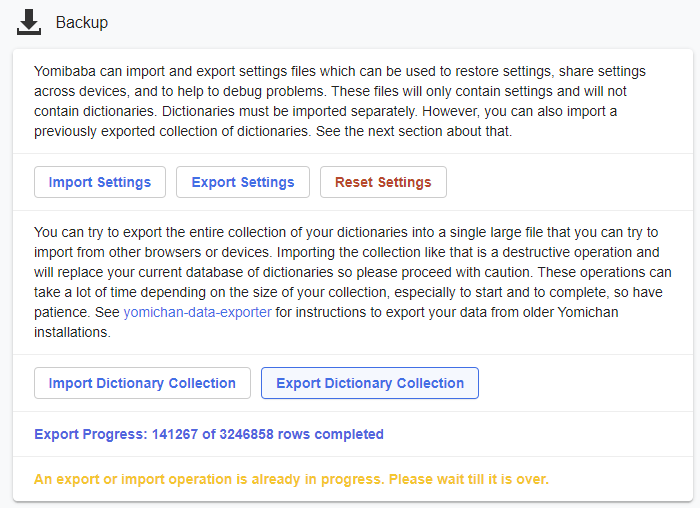 Backup
Yomibaba can import and export settings files which can be used to restore settings, share settings
across devices, and to help to debug problems. These files will only contain settings and will not
contain dictionaries. Dictionaries must be imported separately. However, you can also import a
previously exported collection of dictionaries. See the next section about that.
Import Settings Export Settings Reset Settings
You can try to export the entire collection of your dictionaries into a single large file that you can try to
import from other browsers or devices. Importing the collection like that is a destructive operation and
will replace your current database of dictionaries so please proceed with caution. These operations can
take a lot of time depending on the size of your collection, especially to start and to complete, so have
patience. See yomichan-data-exporter for instructions to export your data from older Yomichan
installations.
Import Dictionary Collection Export Dictionary Collection
Export Progress: 141267 of 3246858 rows completed
An export or import operation is already in progress. Please wait till it is over.